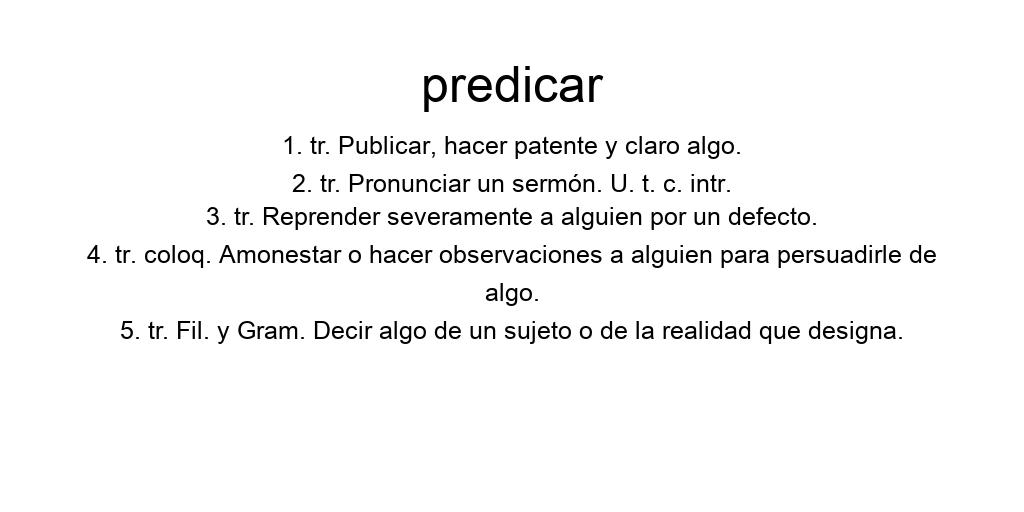 predicar
1. tr. Publicar, hacer patente y claro algo.
2. tr. Pronunciar un sermón. U. t. c. intr.
3. tr. Reprender severamente a alguien por un defecto.
4. tr. coloq. Amonestar o hacer observaciones a alguien para persuadirle de
algo.
5. tr. Fil. y Gram. Decir algo de un sujeto o de la realidad que designa.